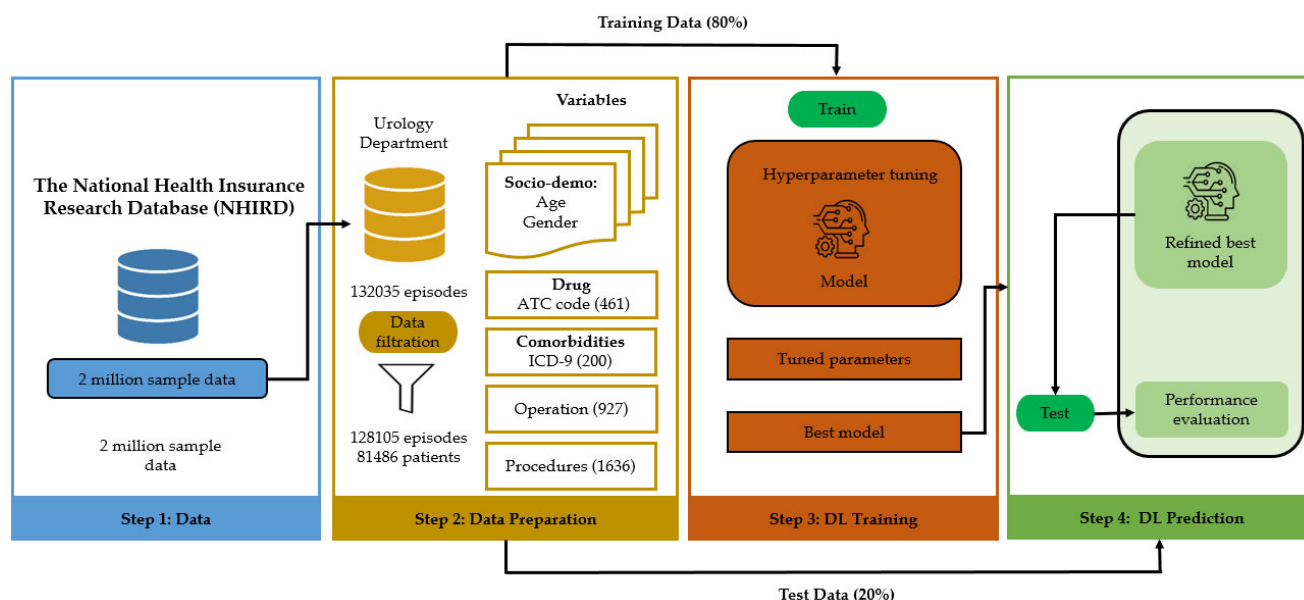 Training Data (80%)
The National Health Insurance
Research Database (NHIRD)
2 million sample data
2 million sample
data
Step 1: Data
Urology
Department
132035 episodes
Data
filtration
128105 episodes
81486 patients
Variables
Socio-demo:
Age
Gender
Drug
ATC code (461)
Comorbidities
ICD-9 (200)
Operation (927)
Procedures (1636)
Step 2: Data Preparation
Train
Hyperparameter tuning
Model
Tuned parameters
Best model
Step 3: DL Training
Refined best
model
Test
Performance
evaluation
Step 4: DL Prediction
Test Data (20%)